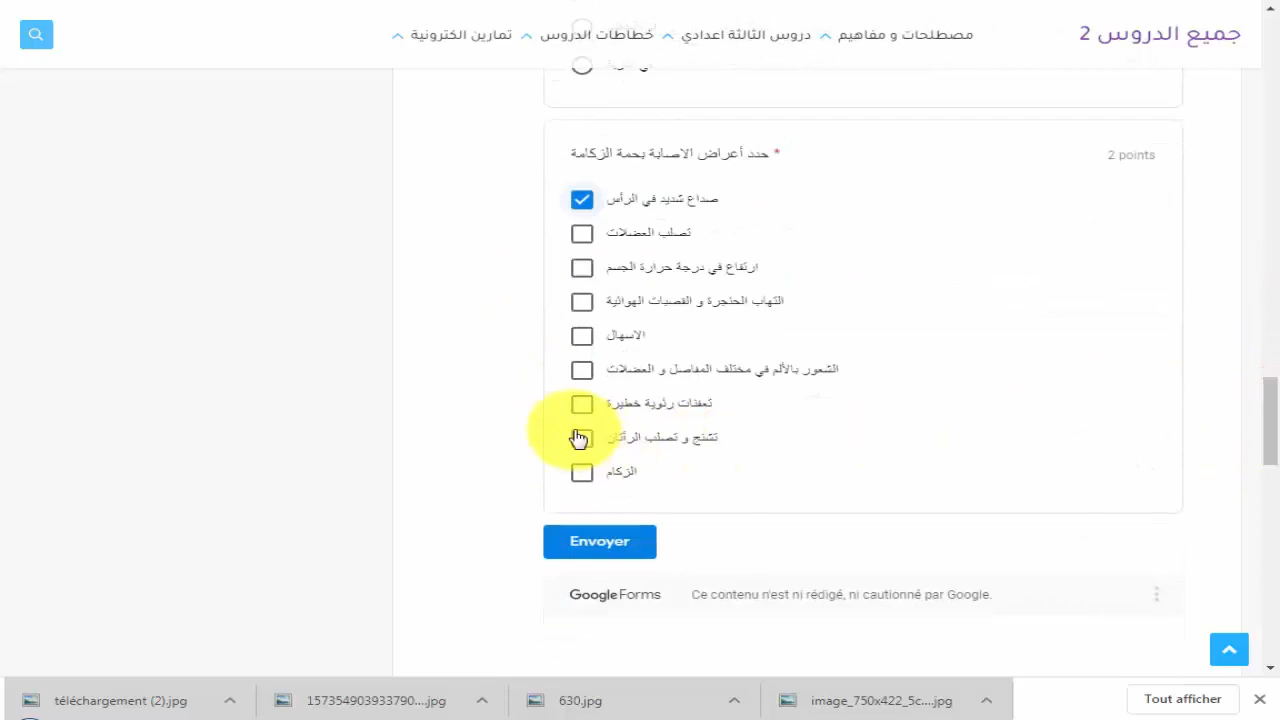 جميع الدروس 2
مصطلحات و مفاهيم
دروس الثالثة اعدادي
خطاطات الدروس
تمارين الكترونية
حدد أعراض الاصابة بحمة الزكامة *
2 points
صداع شديد في الرأس
تصلب العضلات
ارتفاع في درجة حرارة الجسم
التهاب الحنجرة و القصبات الهوائية
الاسهال
الشعور بالألم في مختلف المفاصل و العضلات
تعفنات رئوية خطيرة
تشنج و تصلب الرأتان
الزكام
Envoyer
Google Forms
Ce contenu n'est ni rédigé, ni cautionné par Google.
téléchargement (2).jpg
157354903933790....jpg
630.jpg
image_750x422_5c....jpg
Tout afficher